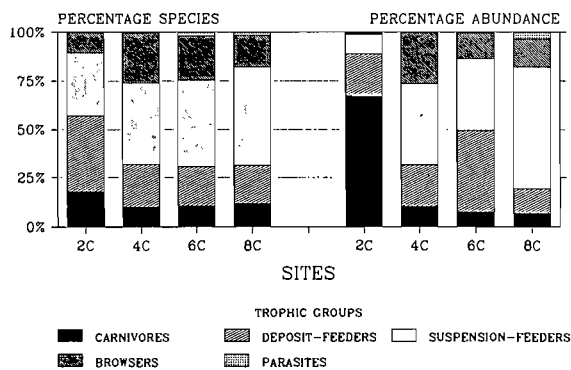 PERCENTAGE SPECIES PERCENTAGE ABUNDANCE
100%
75%
50%
25%
0%
2C 4C 6C 8C 2C 4C 6C 8C
SITES
TROPHIC GROUPS
CARNIVORES DEPOSIT-FEEDERS SUSPENSION-FEEDERS
BROWSERS PARASITES